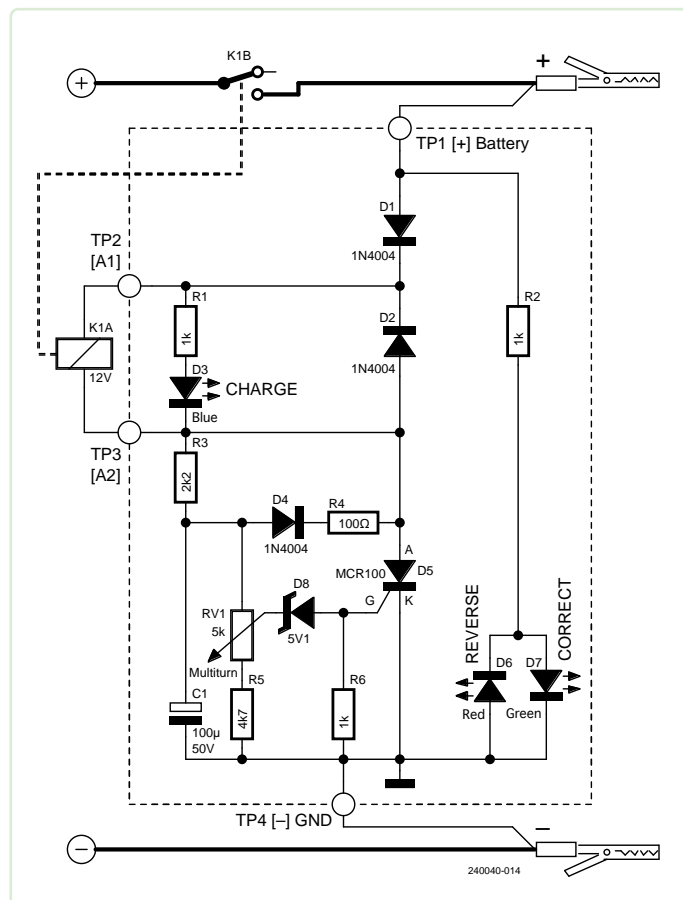 K1B
+
+
TP1 [+] Battery
D1
1N4004
TP2
[A1]
R1
1k
D2
1N4004
R2
1k
K1A
12V
D3
CHARGE
Blue
TP3
[A2]
R3
2k2
D4
1N4004
R4
100Ω
A
MCR100
D5
G
K
D8
5V1
RV1
5k
Multiturn
REVERSE
CORRECT
D6
D7
Red
Green
C1
100µ
50V
R5
4k7
R6
1k
TP4 [–] GND
–
–
240040-014